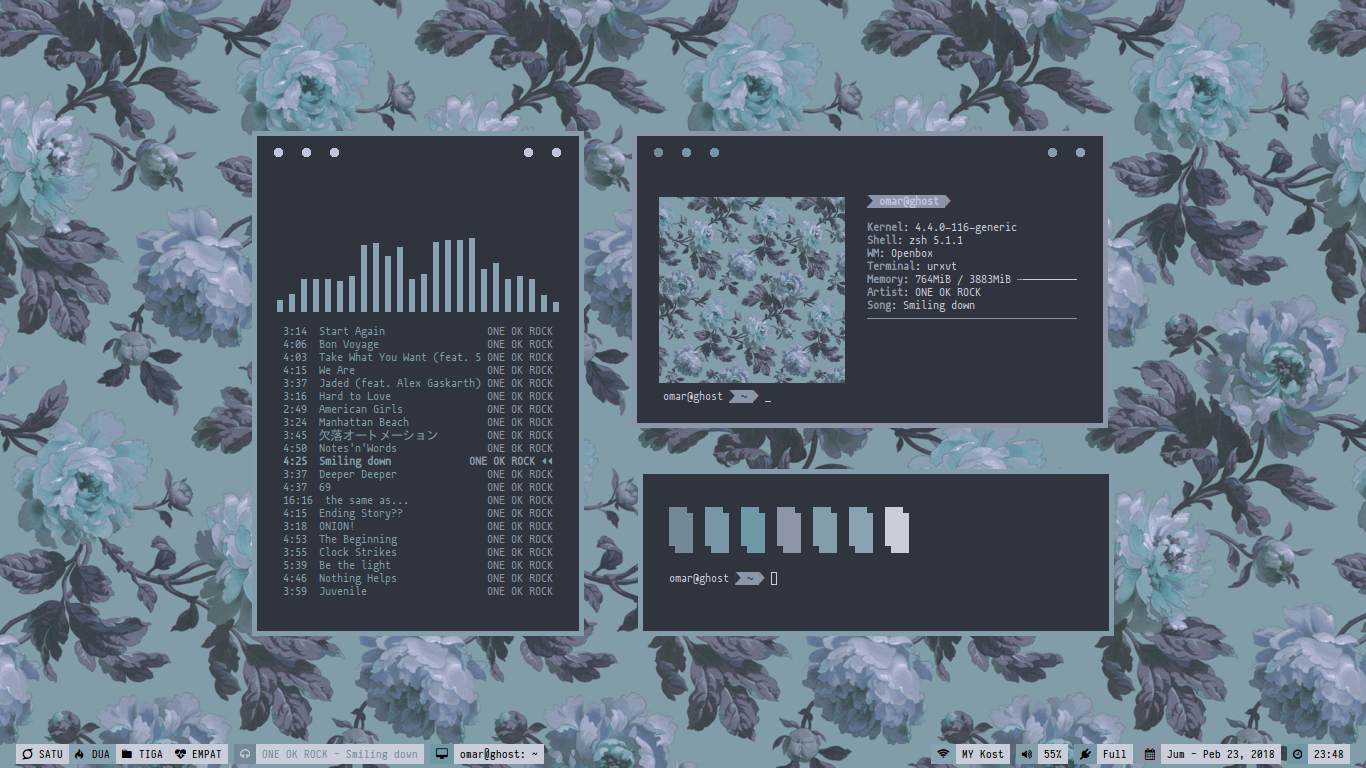 3:14 Start Again ONE OK ROCK
4:06 Bon Voyage ONE OK ROCK
4:03 Take What You Want (feat. 5 ONE OK ROCK
4:15 We Are ONE OK ROCK
3:37 Jaded (feat. Alex Gaskarth) ONE OK ROCK
3:16 Hard to Love ONE OK ROCK
2:49 American Girls ONE OK ROCK
3:24 Manhattan Beach ONE OK ROCK
3:45 欠落オートメーション ONE OK ROCK
4:50 Notes'n'Words ONE OK ROCK
4:25 Smiling down ONE OK ROCK
3:37 Deeper Deeper ONE OK ROCK
4:37 69 ONE OK ROCK
16:16 the same as... ONE OK ROCK
4:15 Ending Story?? ONE OK ROCK
3:18 ONION! ONE OK ROCK
4:53 The Beginning ONE OK ROCK
3:55 Clock Strikes ONE OK ROCK
5:39 Be the light ONE OK ROCK
4:46 Nothing Helps ONE OK ROCK
3:59 Juvenile ONE OK ROCK
omar@ghost
Kernel: 4.4.0-116-generic
Shell: zsh 5.1.1
WM: Openbox
Terminal: urxvt
Memory: 764MiB / 3883MiB
Artist: ONE OK ROCK
Song: Smiling down
omar@ghost ~ _
omar@ghost ~
SATU DUA TIGA EMPAT ONE OK ROCK - Smiling down omar@ghost: ~ MY Kost 55% Full Jum - Peb 23, 2018 23:48